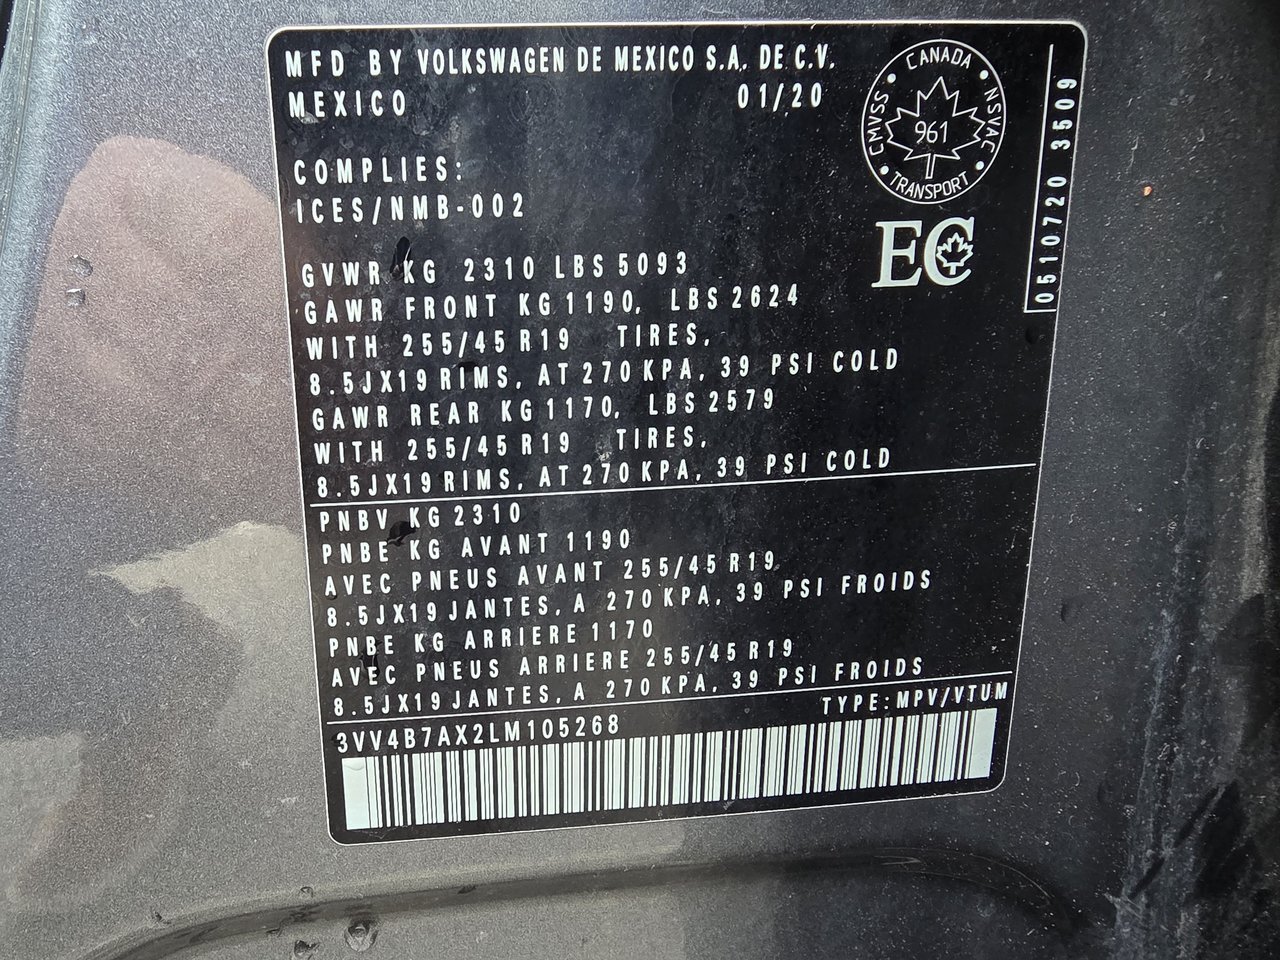 MFD BY VOLKSWAGEN DE MEXICO S.A. DE C.V.
MEXICO 01/20
CANADA
CMVSS
NSVAC
961
TRANSPORT
0510720 3509
COMPLIES:
ICES/NMB-002
EC
GVWR KG 2310 LBS 5093
GAWR FRONT KG 1190, LBS 2624
WITH 255/45 R19 TIRES,
8.5JX19 RIMS, AT 270 KPA, 39 PSI COLD
GAWR REAR KG 1170, LBS 2579
WITH 255/45 R19 TIRES,
8.5JX19 RIMS, AT 270 KPA, 39 PSI COLD
PNBV KG 2310
PNBE KG AVANT 1190
AVEC PNEUS AVANT 255/45 R19,
8.5JX19 JANTES, A 270 KPA, 39 PSI FROIDS
PNBE KG ARRIERE 1170
AVEC PNEUS ARRIERE 255/45 R19
8.5JX19 JANTES, A 270 KPA, 39 PSI FROIDS
TYPE: MPV/VTUM
3VV4B7AX2LM105268